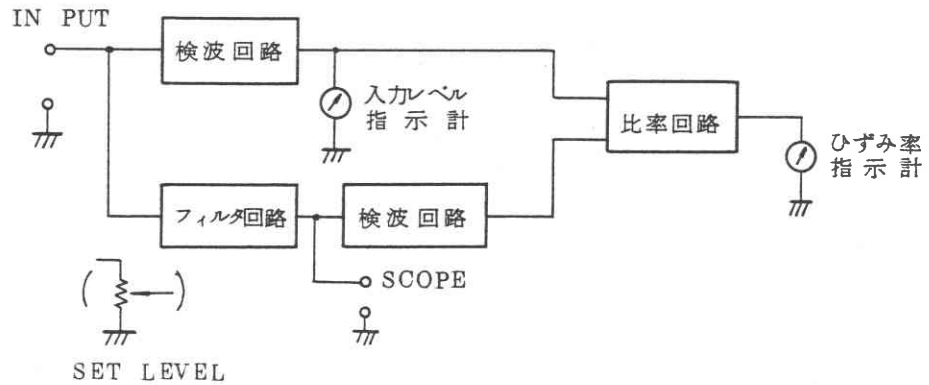 IN PUT
検波回路
入力レベル
指示計
比率回路
ひずみ率
指示計
フィルタ回路
検波回路
SCOPE
( )
SET LEVEL